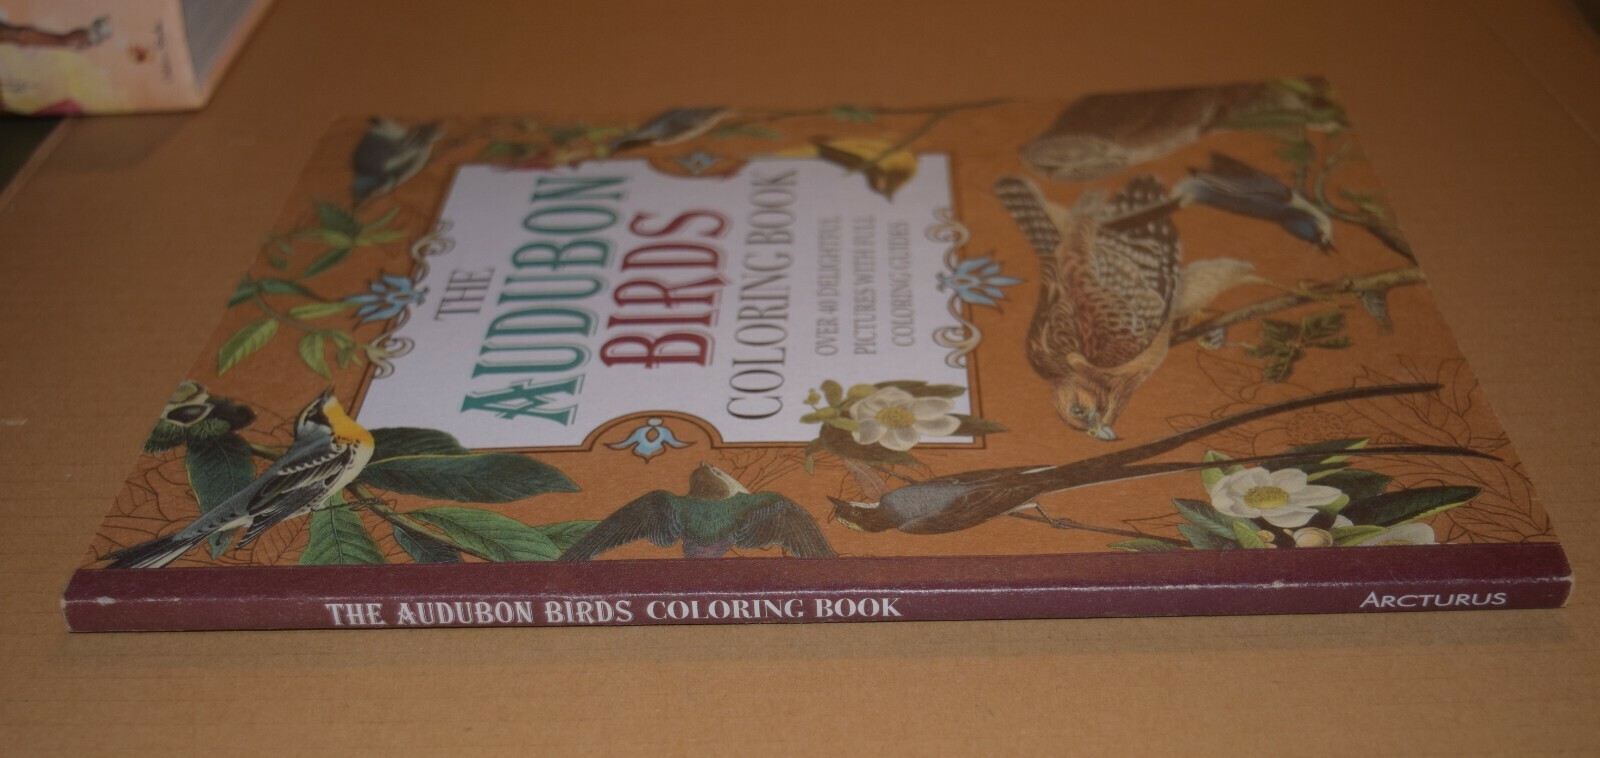 THE
AUDUBON
BIRDS
COLORING BOOK
OVER 40 DELIGHTFUL
PICTURES WITH FULL
COLORING GUIDES
THE AUDUBON BIRDS COLORING BOOK
ARCTURUS